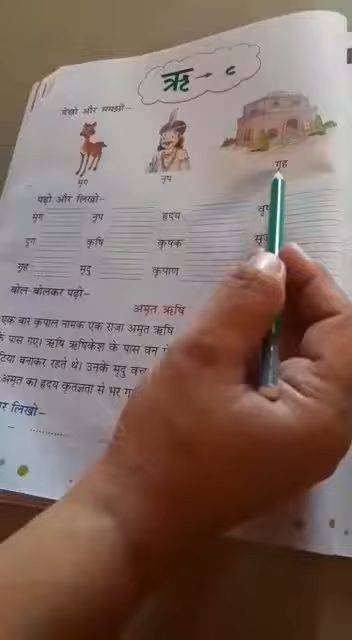 ऋ → ृ
देखो और समझो–
मृग नृप गृह
पढ़ो और लिखो–
मृग नृप हृदय
दृग कृषि कृषक
गृह मृदु कृपाण
बोल-बोलकर पढ़ो–
अमृत ऋषि
एक बार कृपाल नामक एक राजा अमृत ऋषि
के पास गए। ऋषि ऋषिकेश के पास वन में
टिया बनाकर रहते थे। उनके मृदु
अमृत का हृदय कृतज्ञता से भर
लिखो–